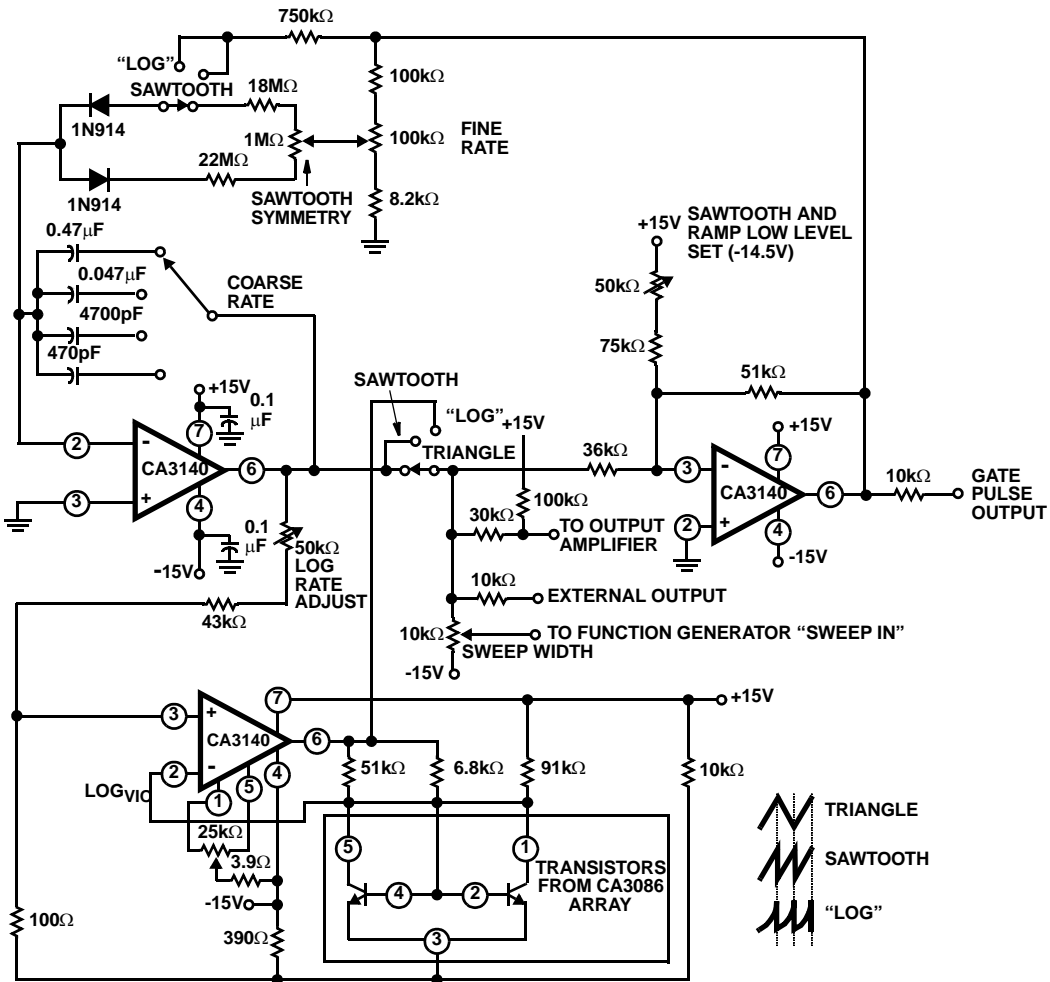 750kΩ
“LOG”
SAWTOOTH
18MΩ
100kΩ
1N914
1MΩ
100kΩ
FINE
RATE
22MΩ
1N914
SAWTOOTH
SYMMETRY
8.2kΩ
0.47μF
0.047μF
4700pF
470pF
COARSE
RATE
+15V
SAWTOOTH AND
RAMP LOW LEVEL
SET (-14.5V)
50kΩ
75kΩ
51kΩ
+15V
0.1
μF
7
2
-
CA3140
6
3
+
4
0.1
μF
-15V
50kΩ
LOG
RATE
ADJUST
43kΩ
SAWTOOTH
“LOG”
+15V
TRIANGLE
36kΩ
100kΩ
30kΩ
TO OUTPUT
AMPLIFIER
10kΩ
EXTERNAL OUTPUT
10kΩ
TO FUNCTION GENERATOR “SWEEP IN”
SWEEP WIDTH
-15V
+15V
7
3
-
CA3140
6
2
+
4
-15V
10kΩ
GATE
PULSE
OUTPUT
7
+15V
3
+
CA3140
6
2
-
4
5
1
LOGVIO
25kΩ
3.9Ω
-15V
390Ω
100Ω
51kΩ
6.8kΩ
91kΩ
10kΩ
5
1
4
2
3
TRANSISTORS
FROM CA3086
ARRAY
TRIANGLE
SAWTOOTH
“LOG”